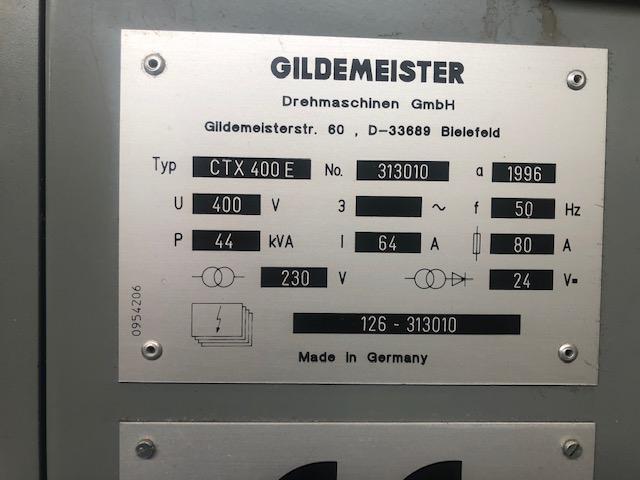 GILDEMEISTER
Drehmaschinen GmbH
Gildemeisterstr. 60 , D-33689 Bielefeld
Typ CTX 400 E No. 313010 a 1996
U 400 V 3 ~ f 50 Hz
P 44 kVA I 64 A 80 A
230 V 24 V=
0954206
126 - 313010
Made in Germany